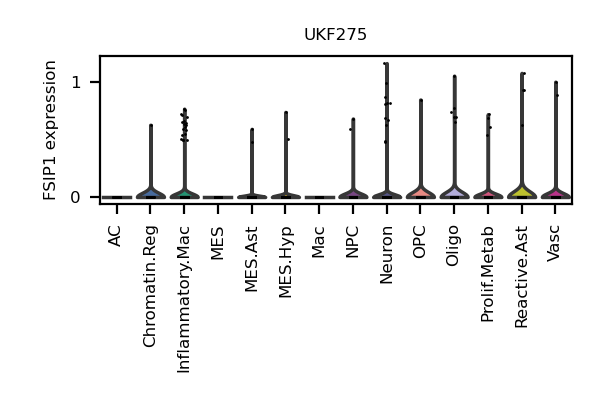 UKF275
FSIP1 expression
1
0
AC
Chromatin.Reg
Inflammatory.Mac
MES
MES.Ast
MES.Hyp
Mac
NPC
Neuron
OPC
Oligo
Prolif.Metab
Reactive.Ast
Vasc